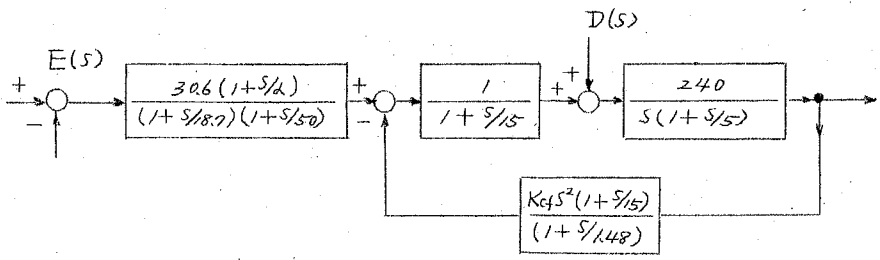 D(s)
E(s)
+
−
30.6(1+s/2)
(1+s/18.7)(1+s/50)
+
−
1
1+s/15
+
+
240
s(1+s/5)
Kcf s²(1+s/15)
(1+s/1.48)